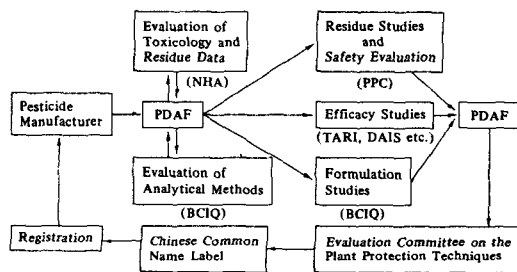 Evaluation of
Toxicology and
Residue Data
(NHA)
Residue Studies
and
Safety Evaluation
(PPC)
Pesticide
Manufacturer
PDAF
Efficacy Studies
(TARI, DAIS etc.)
PDAF
Evaluation of
Analytical Methods
(BCIQ)
Formulation
Studies
(BCIQ)
Registration
Chinese Common
Name Label
Evaluation Committee on the
Plant Protection Techniques